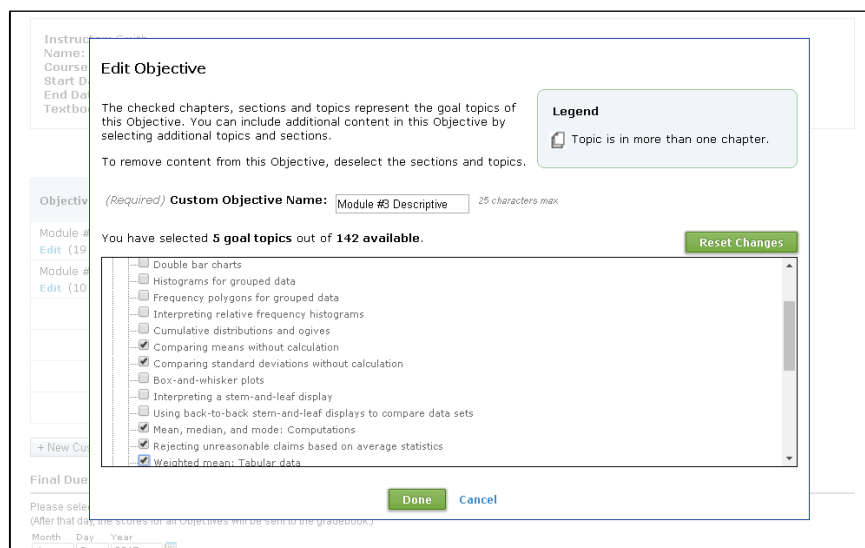 Instructor
Name:
Course
Start D
End Dat
Textboo
Edit Objective
The checked chapters, sections and topics represent the goal topics of
this Objective. You can include additional content in this Objective by
selecting additional topics and sections.
To remove content from this Objective, deselect the sections and topics.
Legend
Topic is in more than one chapter.
(Required) Custom Objective Name: Module #3 Descriptive 25 characters max
You have selected 5 goal topics out of 142 available.
Reset Changes
Objectiv
Module #
Edit (19
Module #
Edit (10
Double bar charts
Histograms for grouped data
Frequency polygons for grouped data
Interpreting relative frequency histograms
Cumulative distributions and ogives
Comparing means without calculation
Comparing standard deviations without calculation
Box-and-whisker plots
Interpreting a stem-and-leaf display
Using back-to-back stem-and-leaf displays to compare data sets
Mean, median, and mode: Computations
Rejecting unreasonable claims based on average statistics
Weighted mean: Tabular data
+ New Cus
Done Cancel
Final Due
Please selec
(After that day, the scores for all Objectives will be sent to the gradebook.)
Month Day Year